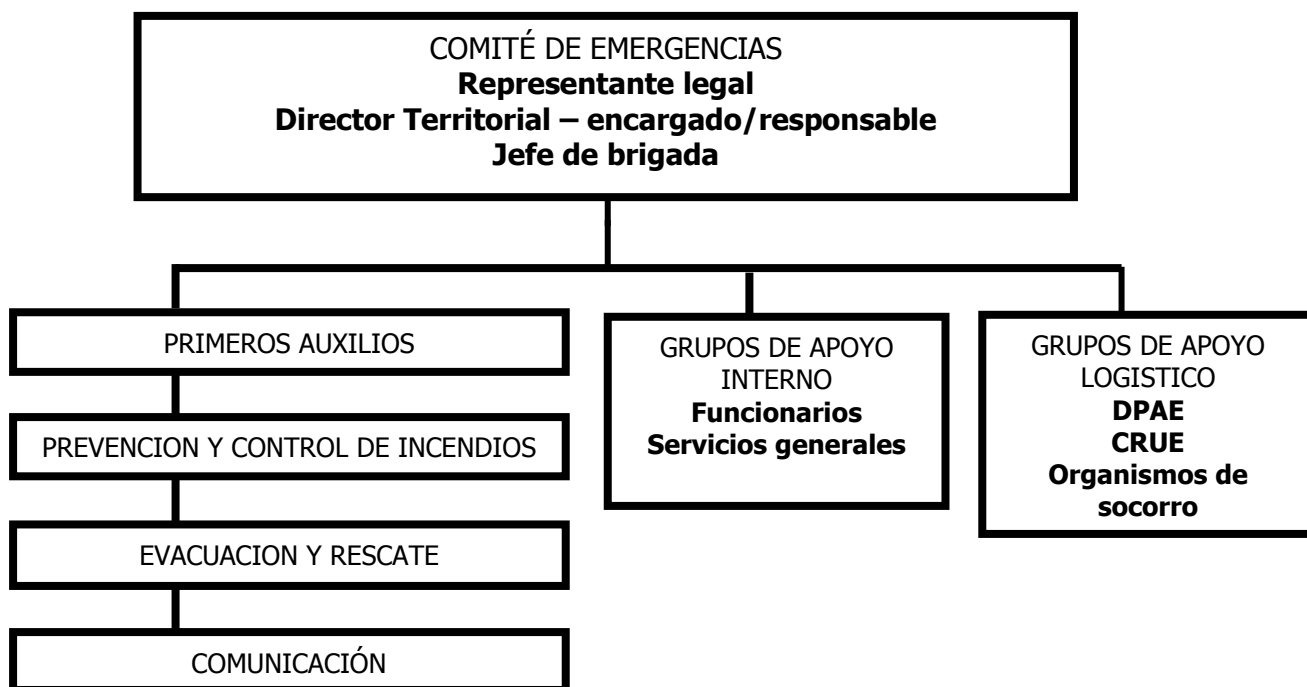 COMITÉ DE EMERGENCIAS
Representante legal
Director Territorial – encargado/responsable
Jefe de brigada
PRIMEROS AUXILIOS
PREVENCION Y CONTROL DE INCENDIOS
EVACUACION Y RESCATE
COMUNICACIÓN
GRUPOS DE APOYO
INTERNO
Funcionarios
Servicios generales
GRUPOS DE APOYO
LOGISTICO
DPAE
CRUE
Organismos de
socorro